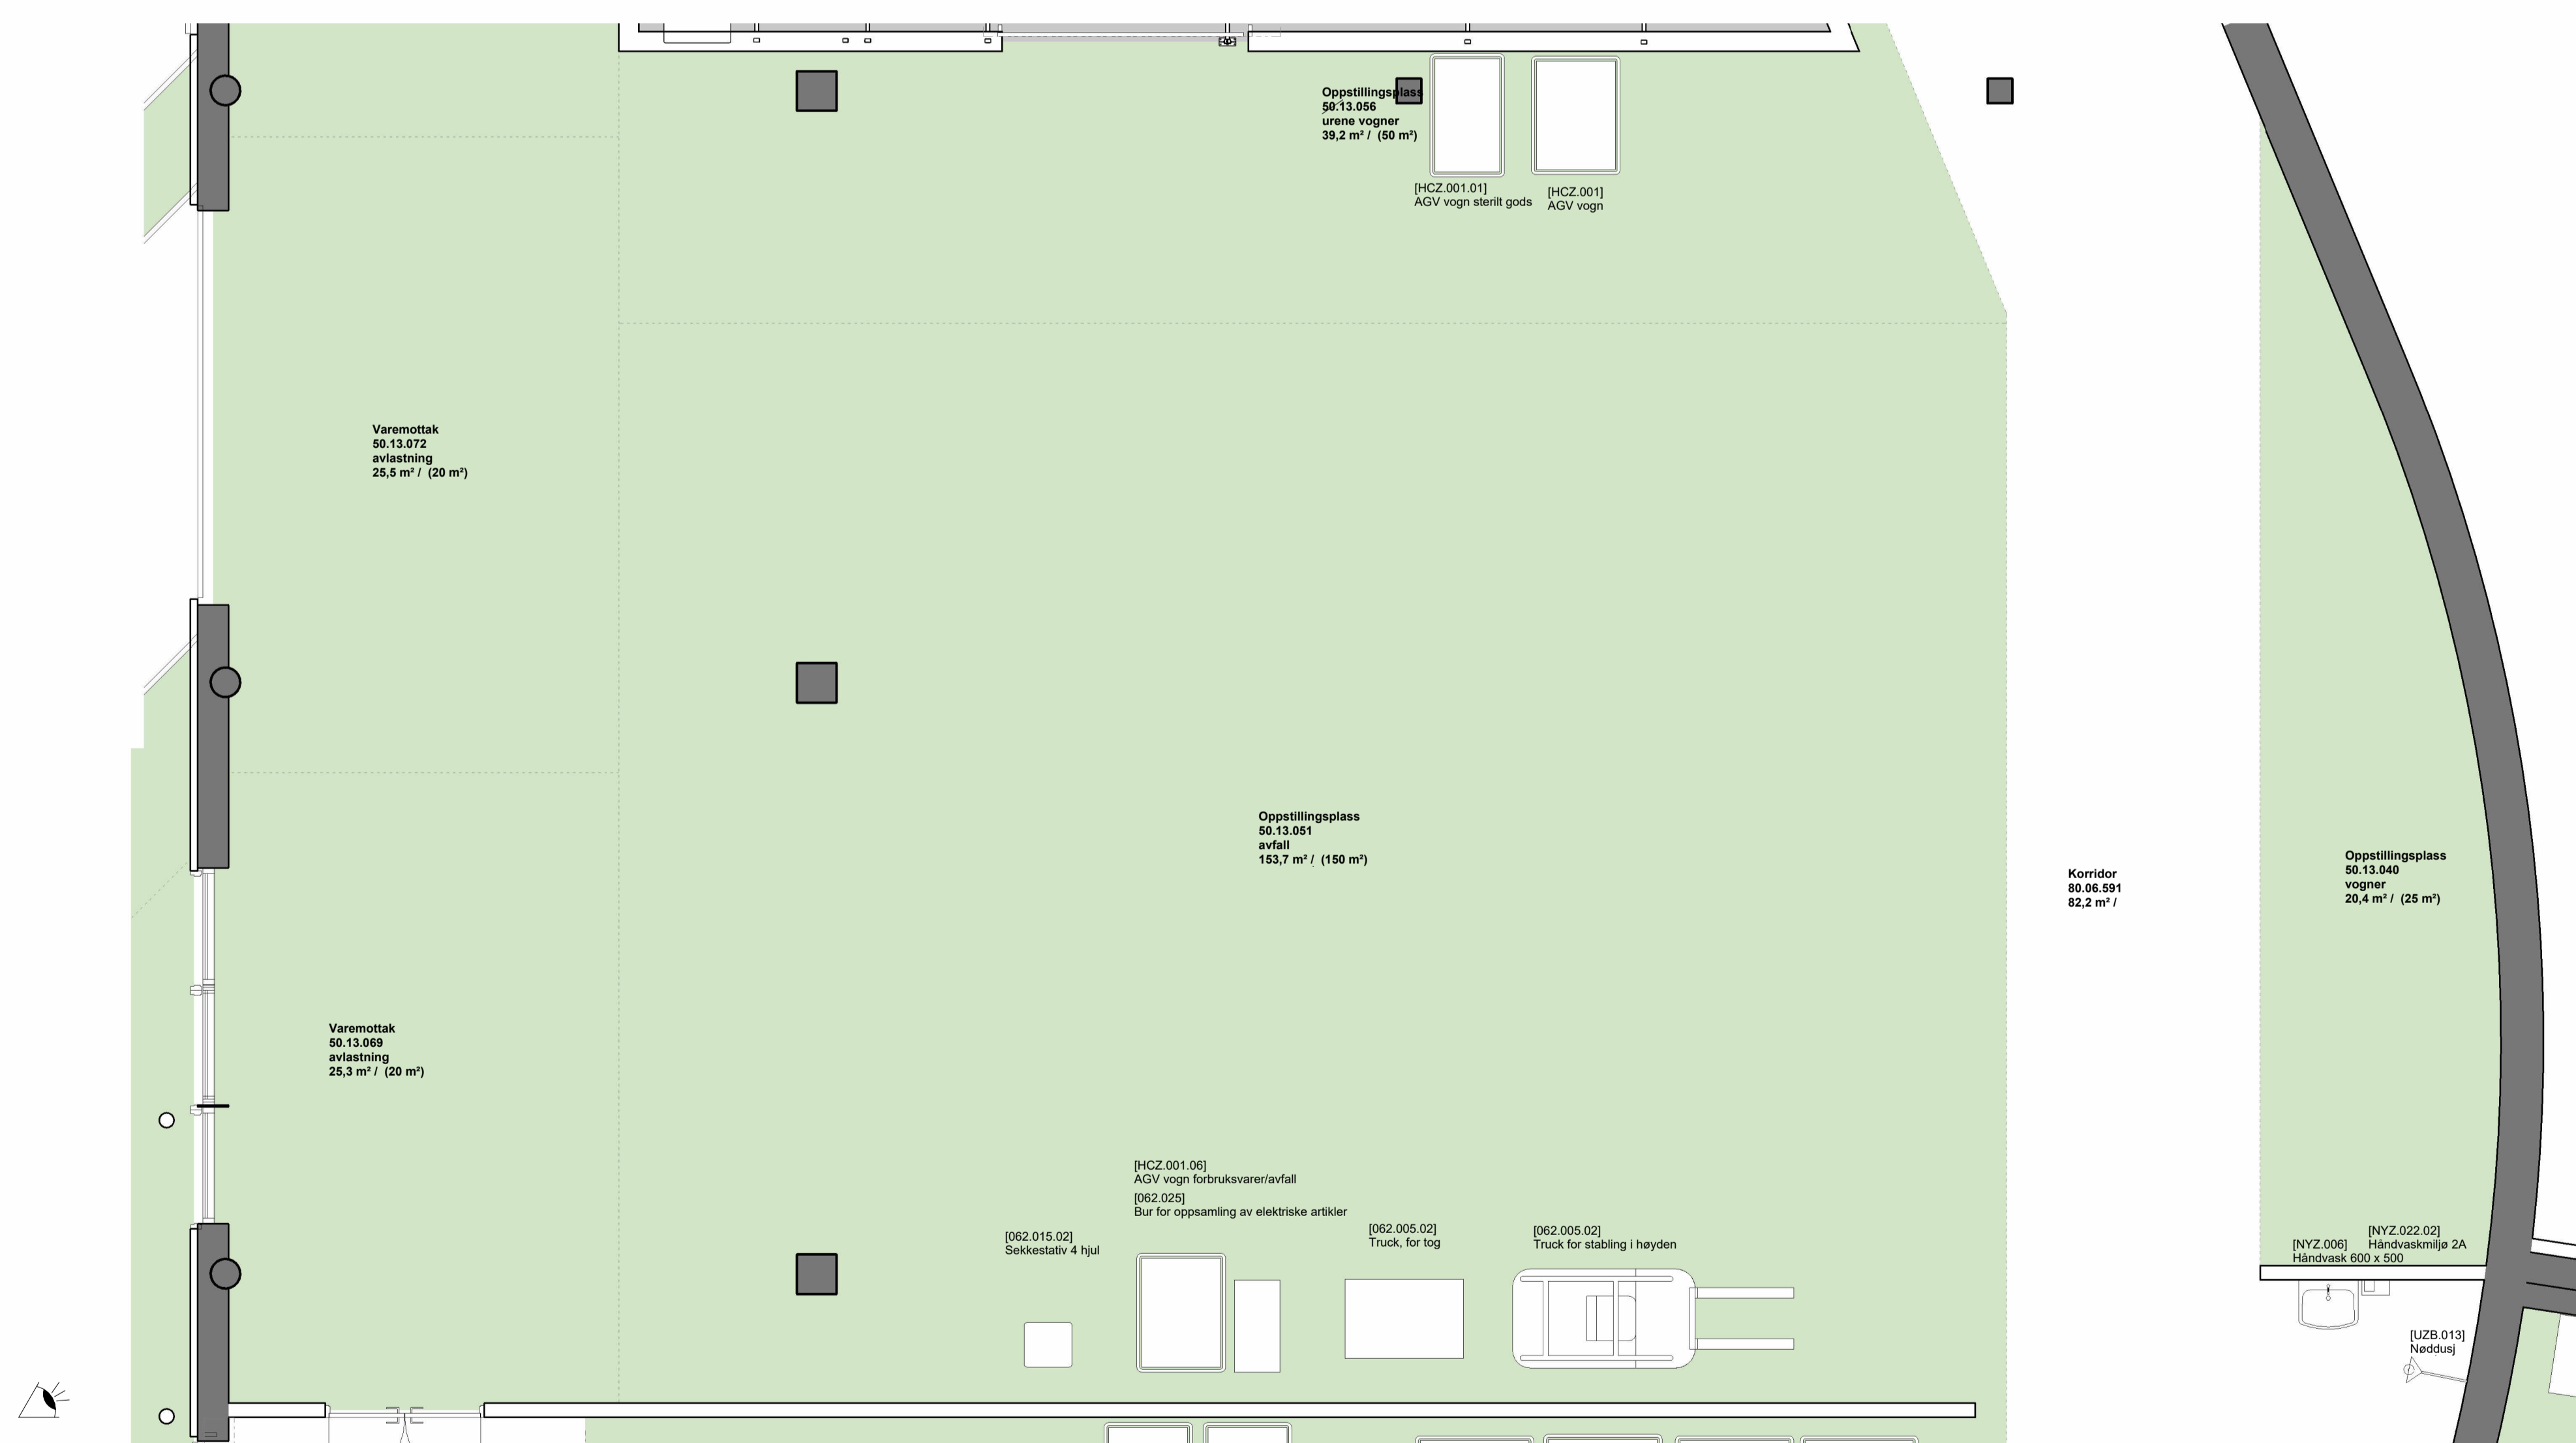 Oppstillingsplass
50.13.056
urene vogner
39,2 m² / (50 m²)
[HCZ.001.01]
AGV vogn sterilt gods
[HCZ.001]
AGV vogn
Varemottak
50.13.072
avlastning
25,5 m² / (20 m²)
Oppstillingsplass
50.13.051
avfall
153,7 m² / (150 m²)
Korridor
80.06.591
82,2 m² /
Oppstillingsplass
50.13.040
vogner
20,4 m² / (25 m²)
Varemottak
50.13.069
avlastning
25,3 m² / (20 m²)
[HCZ.001.06]
AGV vogn forbruksvarer/avfall
[062.025]
Bur for oppsamling av elektriske artikler
[062.015.02]
Sekkestativ 4 hjul
[062.005.02]
Truck, for tog
[062.005.02]
Truck for stabling i høyden
[NYZ.022.02]
Håndvaskmiljø 2A
[NYZ.006]
Håndvask 600 x 500
[UZB.013]
Nøddusj